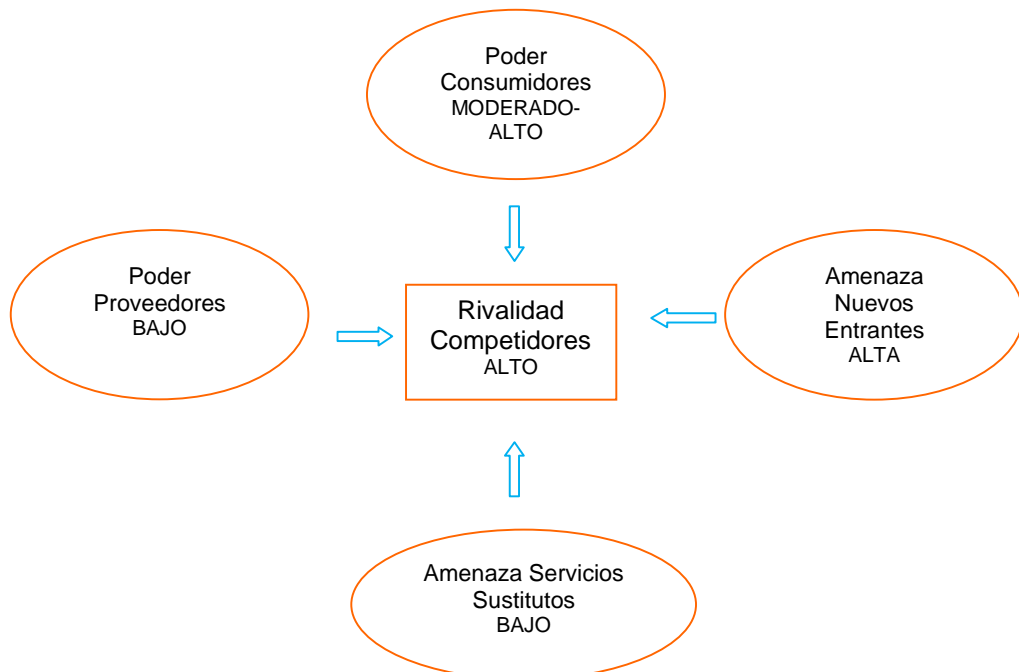 Poder
Consumidores
MODERADO-
ALTO
Poder
Proveedores
BAJO
Rivalidad
Competidores
ALTO
Amenaza
Nuevos
Entrantes
ALTA
Amenaza Servicios
Sustitutos
BAJO